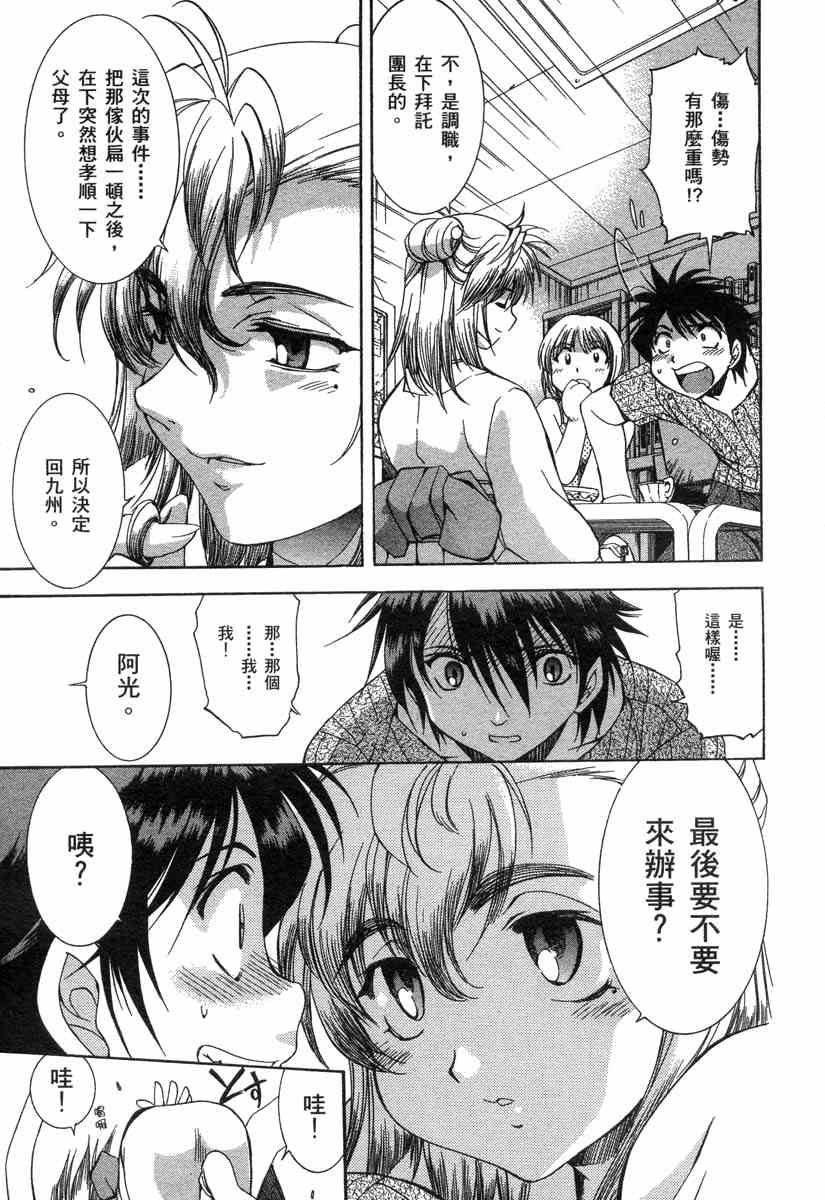 傷…傷勢
有那麼重嗎!?
不，是調職，
在下拜託
團長的。
這次的事件……
把那傢伙扁一頓之後，
在下突然想孝順一下
父母了。
所以決定
回九州。
是……
這樣喔……
那…那個
……我…
我！
阿光。
最後要不要
來辦事？
咦？
哇！
どす
哇！